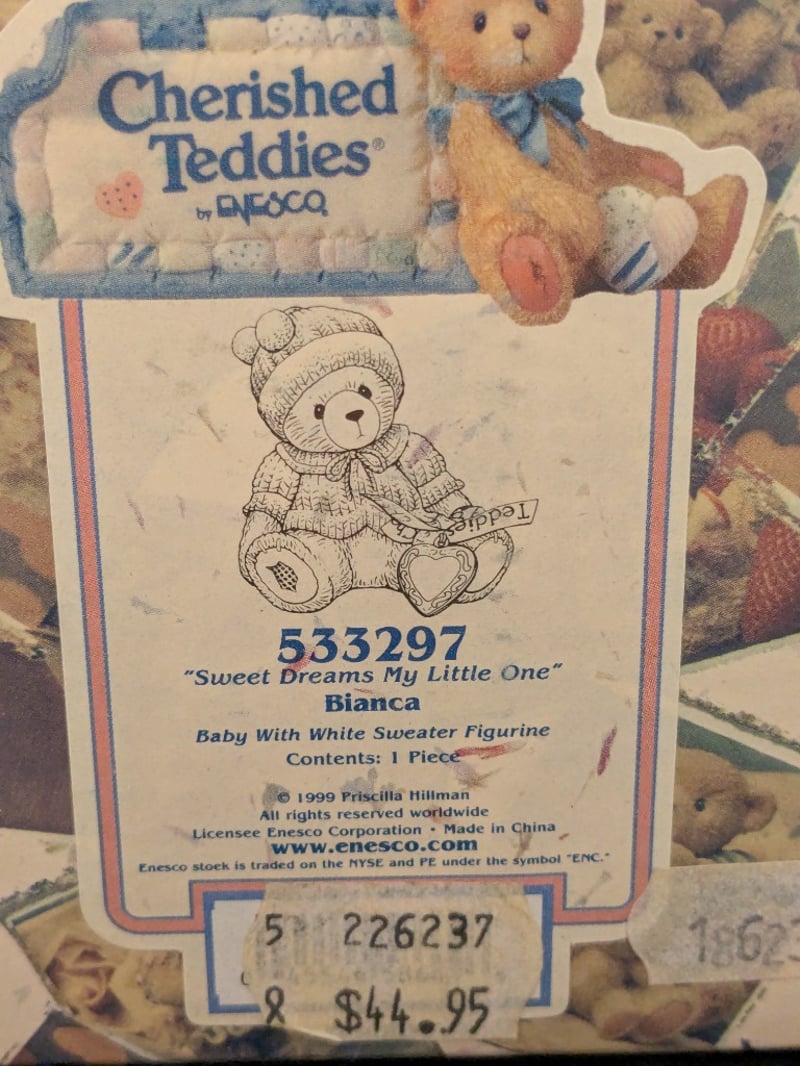 Cherished
Teddies®
by ENESCO®
Teddies
533297
"Sweet Dreams My Little One"
Bianca
Baby With White Sweater Figurine
Contents: 1 Piece
© 1999 Priscilla Hillman
All rights reserved worldwide
Licensee Enesco Corporation • Made in China
www.enesco.com
Enesco stock is traded on the NYSE and PE under the symbol "ENC."
5 226237
8 $44.95